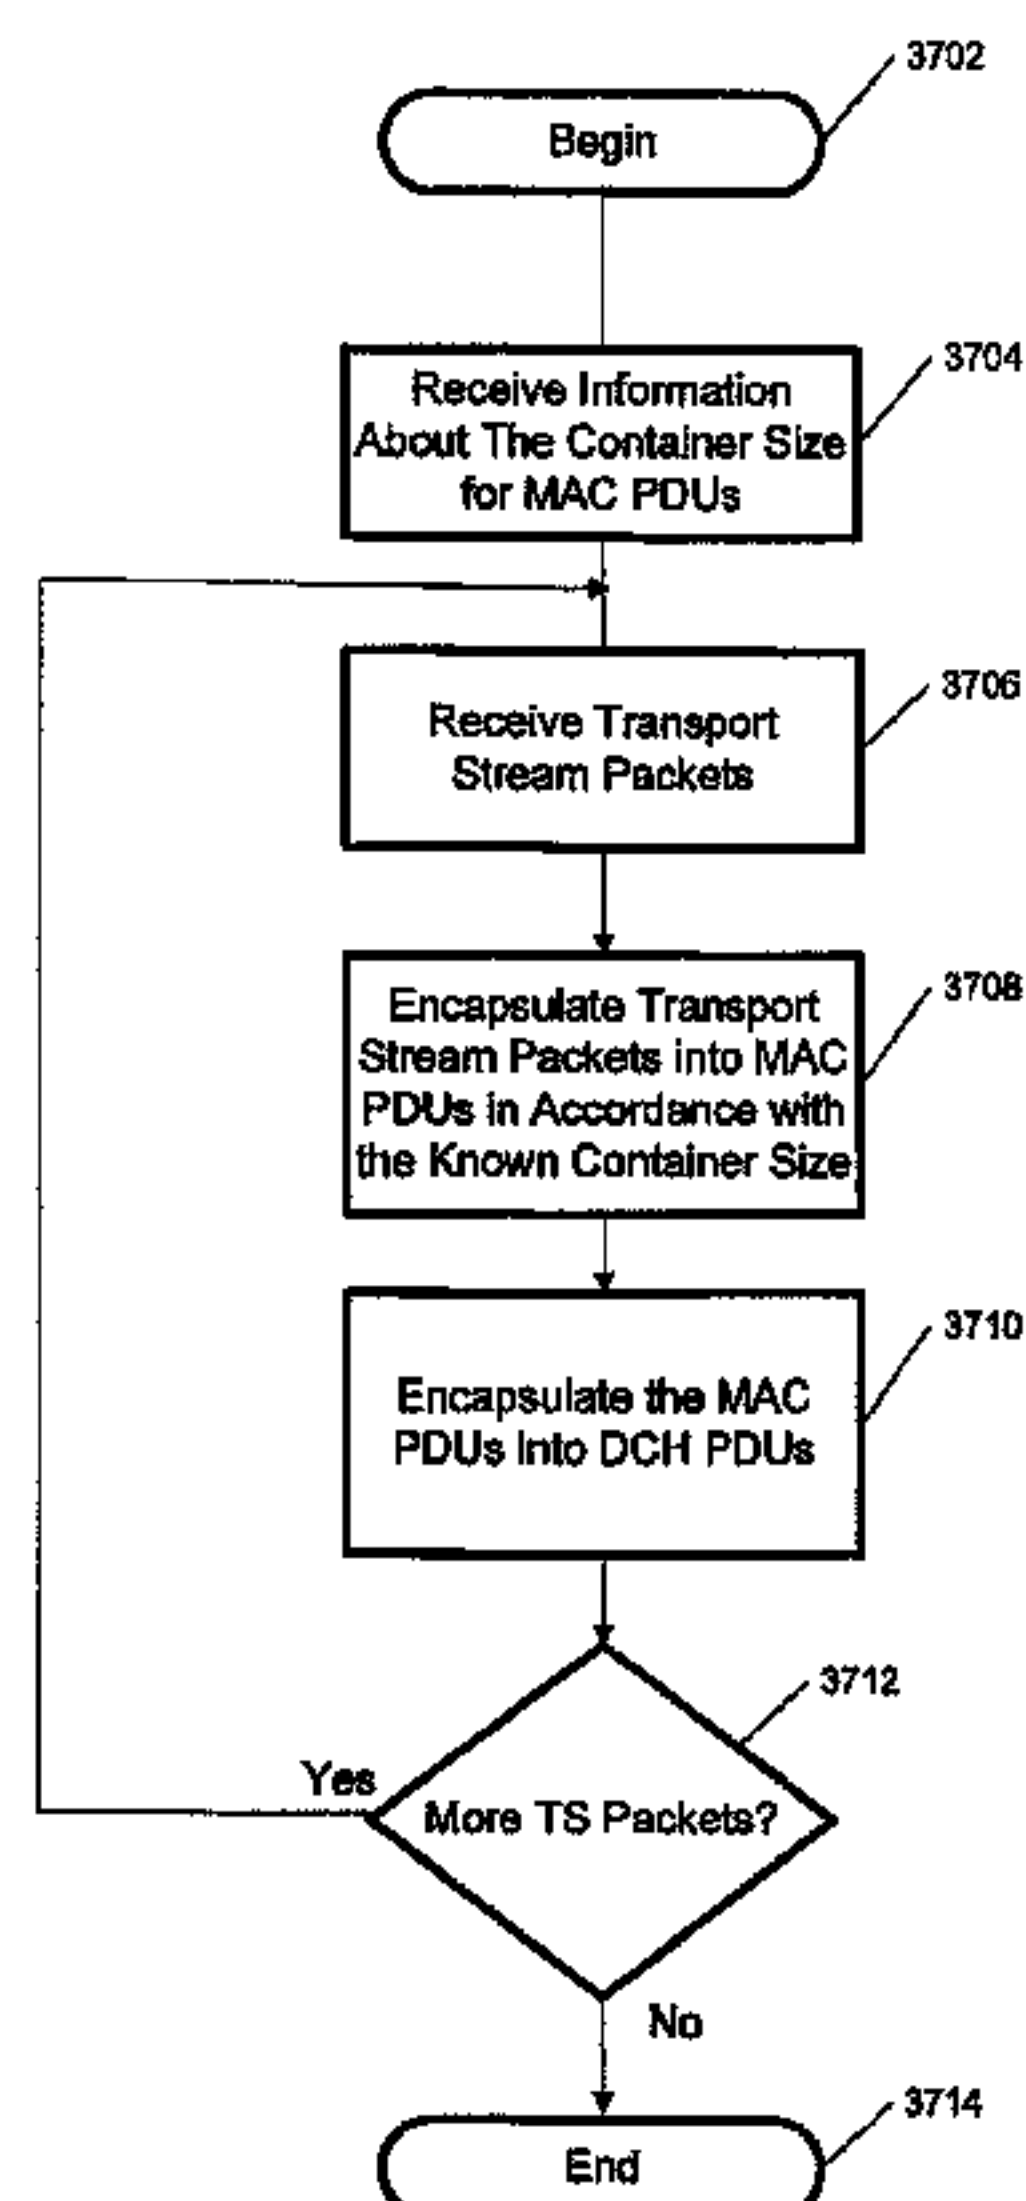 3702
Begin
3704
Receive Information
About The Container Size
for MAC PDUs
3706
Receive Transport
Stream Packets
3708
Encapsulate Transport
Stream Packets into MAC
PDUs in Accordance with
the Known Container Size
3710
Encapsulate the MAC
PDUs Into DCH PDUs
3712
Yes
More TS Packets?
No
3714
End